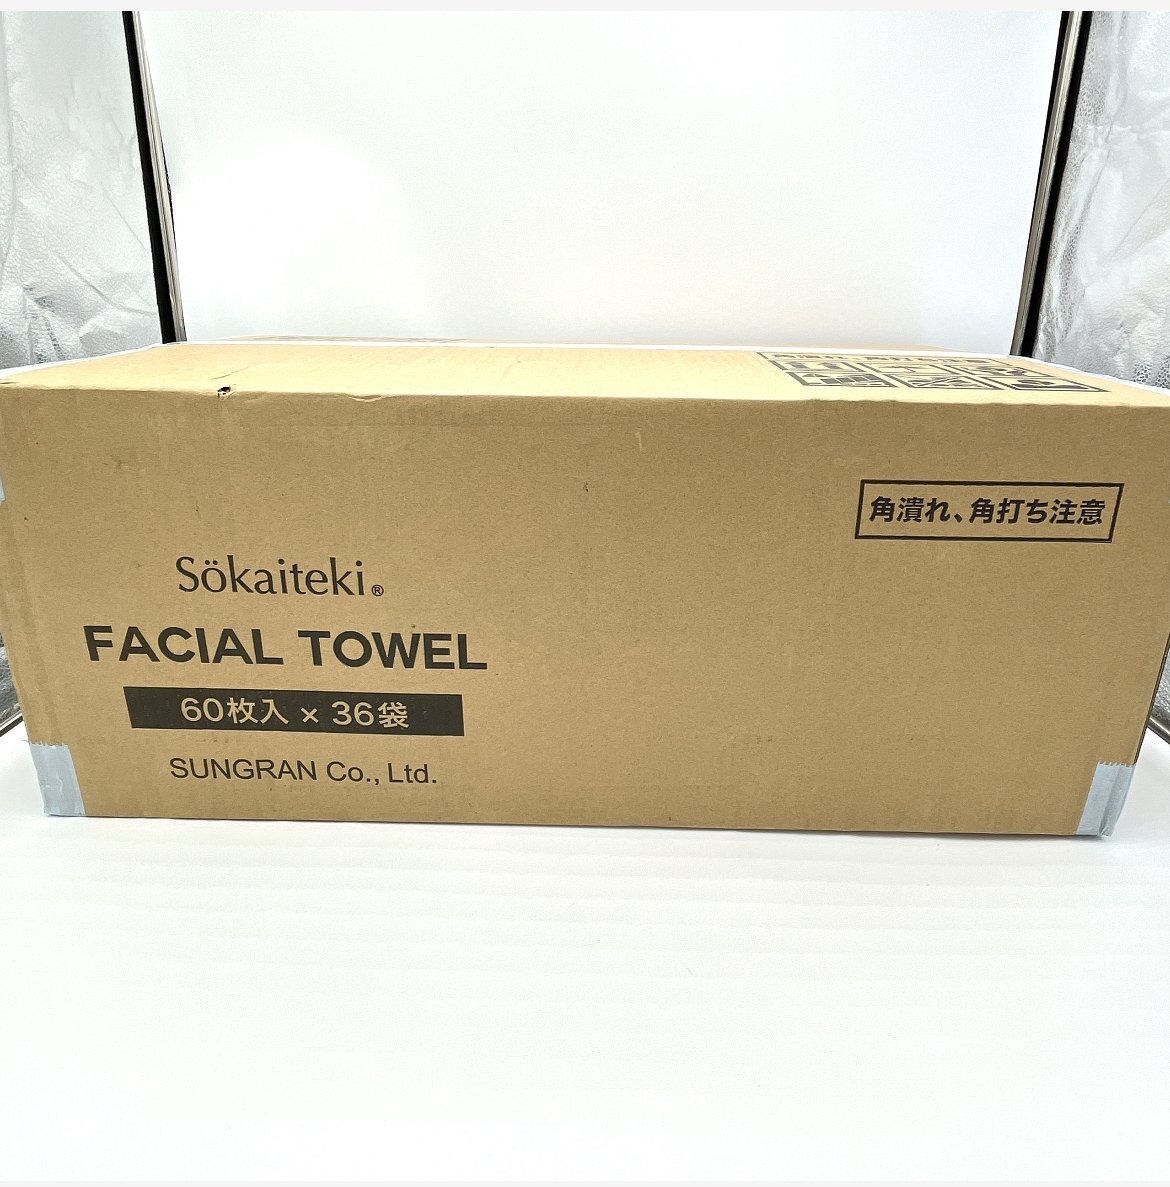 角潰れ、角打ち注意
Sökaiteki®
FACIAL TOWEL
60枚入 × 36袋
SUNGRAN Co., Ltd.